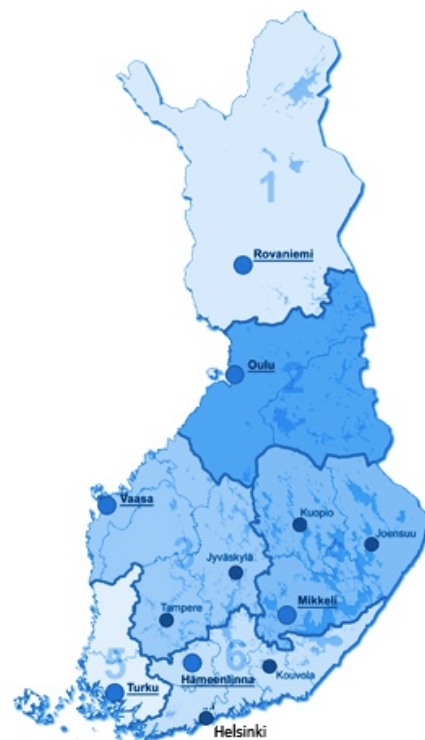 1
Rovaniemi
Oulu
2
Vaasa
Kuopio
Joensuu
3
Jyväskylä
4
Mikkeli
Tampere
5
6
Hämeenlinna
Kouvola
Turku
Helsinki